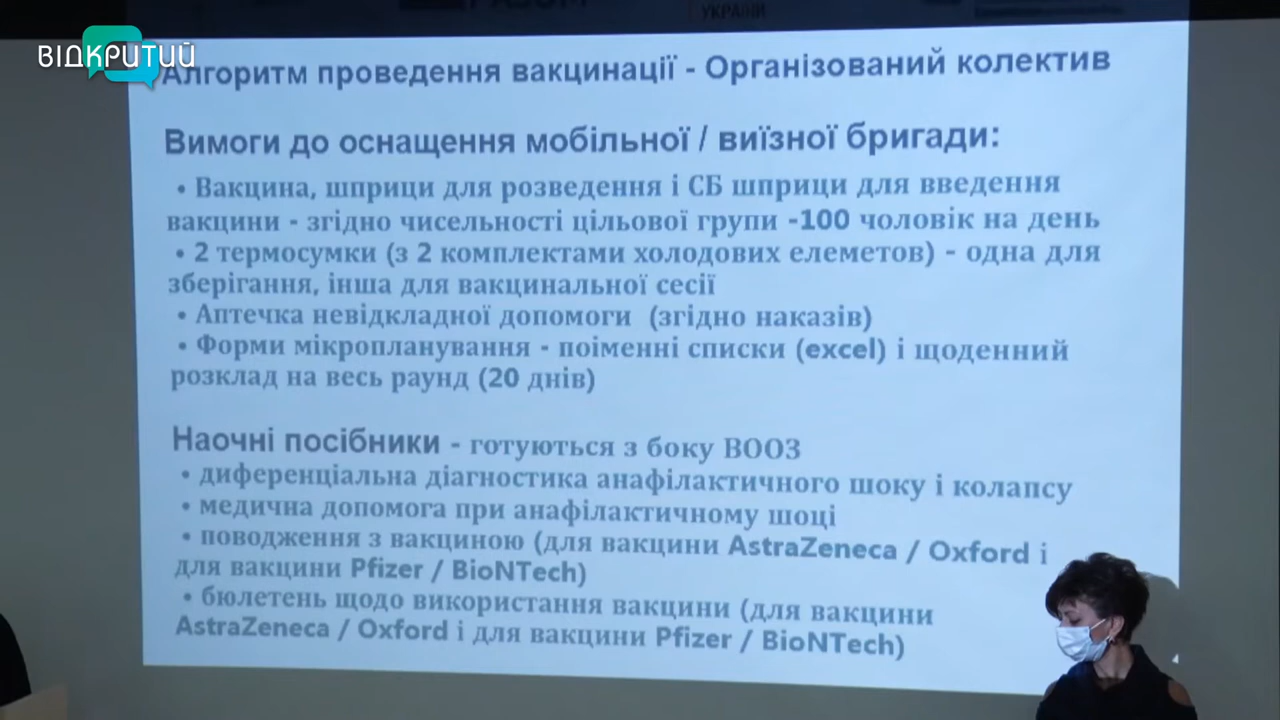 УКРАЇНИ
ВІДКРИТИЙ
Алгоритм проведення вакцинації - Організований колектив
Вимоги до оснащення мобільної / виїзної бригади:
• Вакцина, шприци для розведення і СБ шприци для введення
вакцини - згідно чисельності цільової групи -100 чоловік на день
• 2 термосумки (з 2 комплектами холодових елеметов) - одна для
зберігання, інша для вакцинальної сесії
• Аптечка невідкладної допомоги (згідно наказів)
• Форми мікропланування - поіменні списки (excel) і щоденний
розклад на весь раунд (20 днів)
Наочні посібники - готуються з боку ВООЗ
• диференціальна діагностика анафілактичного шоку і колапсу
• медична допомога при анафілактичному шоці
• поводження з вакциною (для вакцини AstraZeneca / Oxford і
для вакцини Pfizer / BioNTech)
• бюлетень щодо використання вакцини (для вакцини
AstraZeneca / Oxford і для вакцини Pfizer / BioNTech)